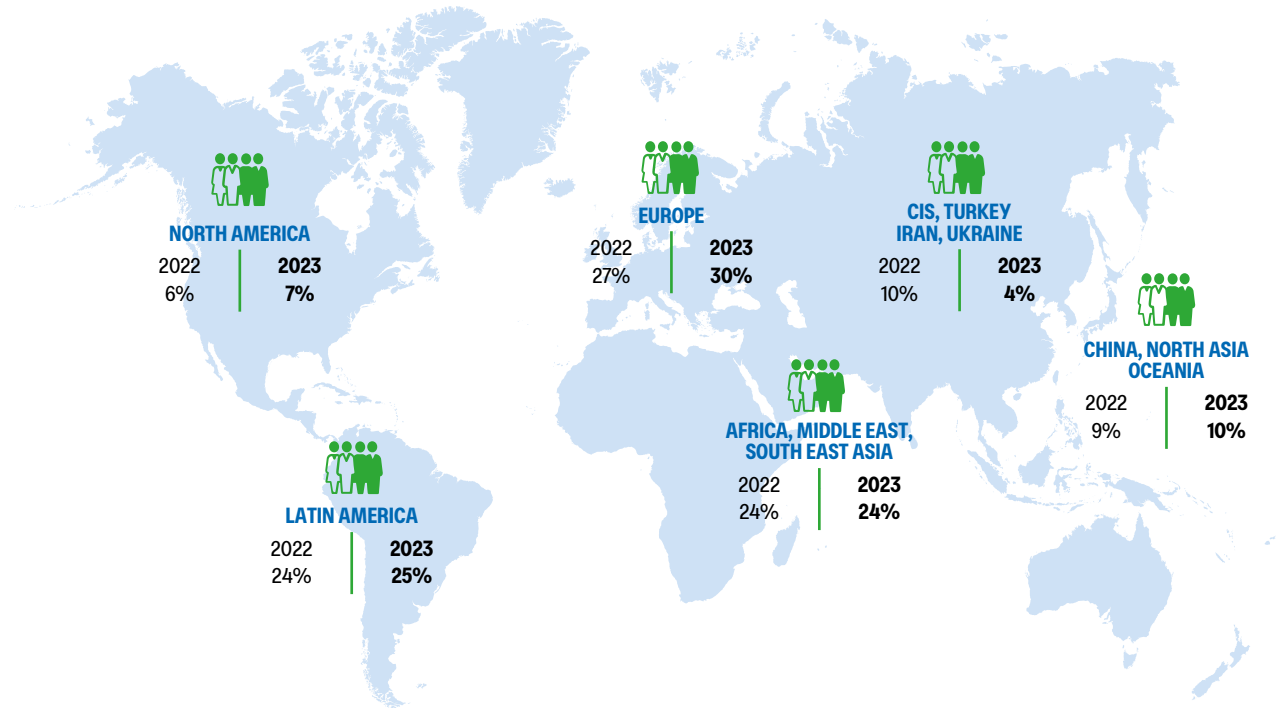 NORTH AMERICA
2022 2023
6% 7%
EUROPE
2022 2023
27% 30%
CIS, TURKEY
IRAN, UKRAINE
2022 2023
10% 4%
CHINA, NORTH ASIA
OCEANIA
2022 2023
9% 10%
AFRICA, MIDDLE EAST,
SOUTH EAST ASIA
2022 2023
24% 24%
LATIN AMERICA
2022 2023
24% 25%